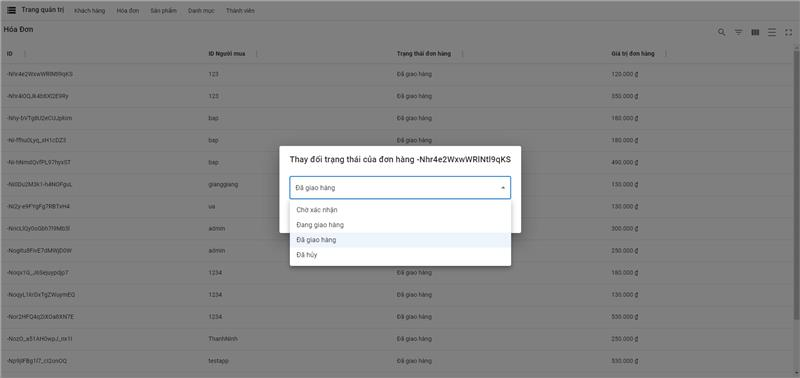 Trang quản trị Khách hàng Hóa đơn Sản phẩm Danh mục Thành viên
Hóa Đơn
ID ID Người mua Trạng thái đơn hàng Giá trị đơn hàng
-Nhr4e2WxwWRlNtl9qKS 123 Đã giao hàng 120.000 ₫
123 Đã giao hàng 350.000 ₫
bap Đã giao hàng 180.000 ₫
bap Đã giao hàng 180.000 ₫
bap 490.000 ₫
Thay đổi trạng thái của đơn hàng -Nhr4e2WxwWRlNtl9qKS
gianggiang 130.000 ₫
Đã giao hàng
ua 130.000 ₫
Chờ xác nhận
admin 300.000 ₫
Đang giao hàng
Đã giao hàng
admin 250.000 ₫
Đã hủy
1234 Đã giao hàng 180.000 ₫
1234 Đã giao hàng 130.000 ₫
1234 Đã giao hàng 530.000 ₫
ThanhNinh Đã giao hàng 250.000 ₫
testapp Đã giao hàng 530.000 ₫